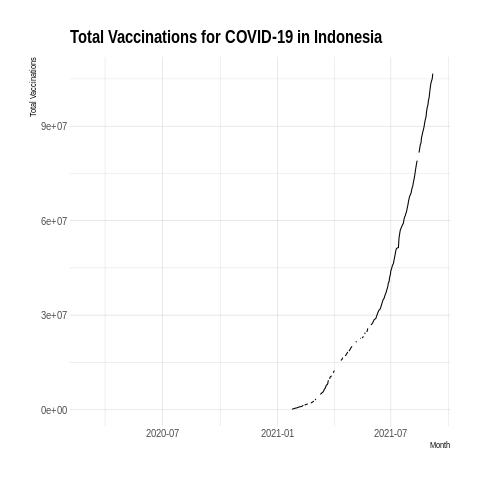 Total Vaccinations for COVID-19 in Indonesia
Total Vaccinations
9e+07
6e+07
3e+07
0e+00
2020-07
2021-01
2021-07
Month